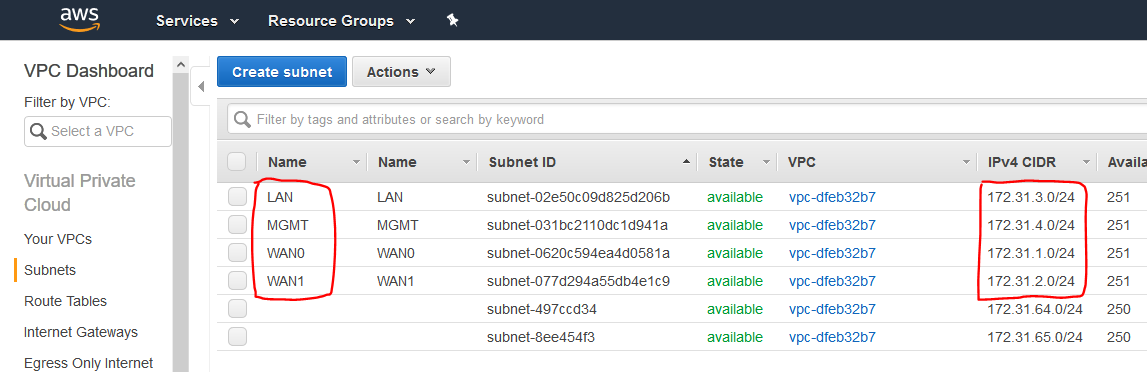 aws Services Resource Groups
VPC Dashboard
Filter by VPC:
Select a VPC
Virtual Private
Cloud
Your VPCs
Subnets
Route Tables
Internet Gateways
Egress Only Internet
Create subnet Actions
Filter by tags and attributes or search by keyword
Name Name Subnet ID State VPC IPv4 CIDR Availa
LAN LAN subnet-02e50c09d825d206b available vpc-dfeb32b7 172.31.3.0/24 251
MGMT MGMT subnet-031bc2110dc1d941a available vpc-dfeb32b7 172.31.4.0/24 251
WAN0 WAN0 subnet-0620c594ea4d0581a available vpc-dfeb32b7 172.31.1.0/24 251
WAN1 WAN1 subnet-077d294a55db4e1c9 available vpc-dfeb32b7 172.31.2.0/24 251
subnet-497ccd34 available vpc-dfeb32b7 172.31.64.0/24 250
subnet-8ee454f3 available vpc-dfeb32b7 172.31.65.0/24 250